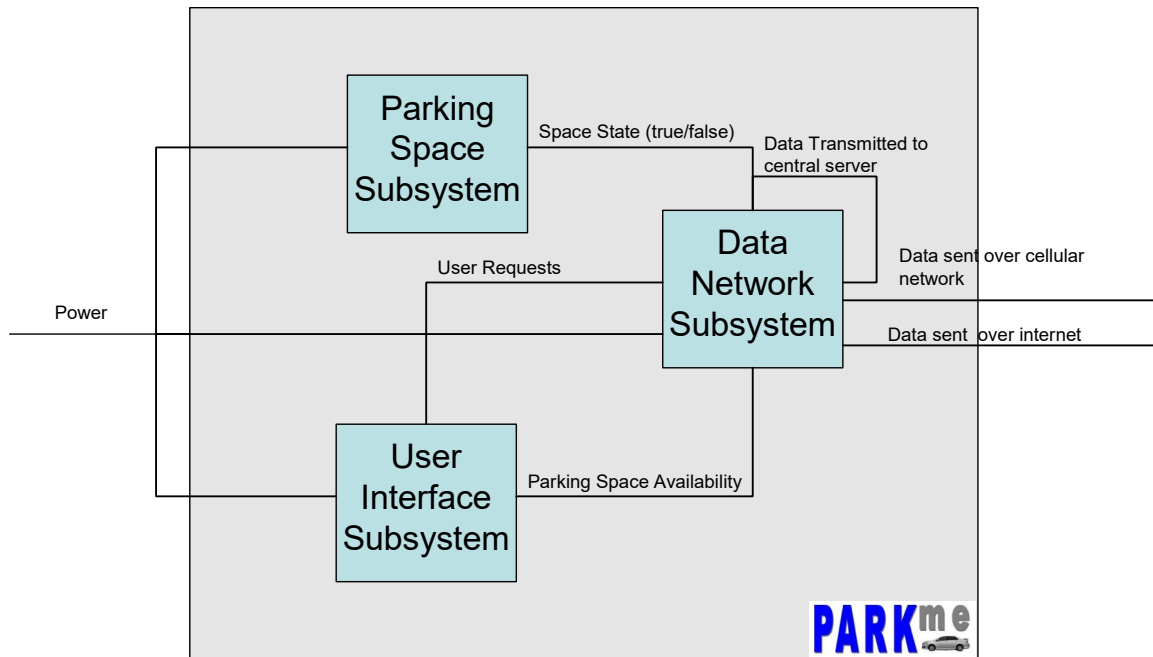 Parking
Space
Subsystem
Space State (true/false)
Data Transmitted to
central server
Data
Network
Subsystem
User Requests
Data sent over cellular
network
Power
Data sent  over internet
User
Interface
Subsystem
Parking Space Availability
PARKme